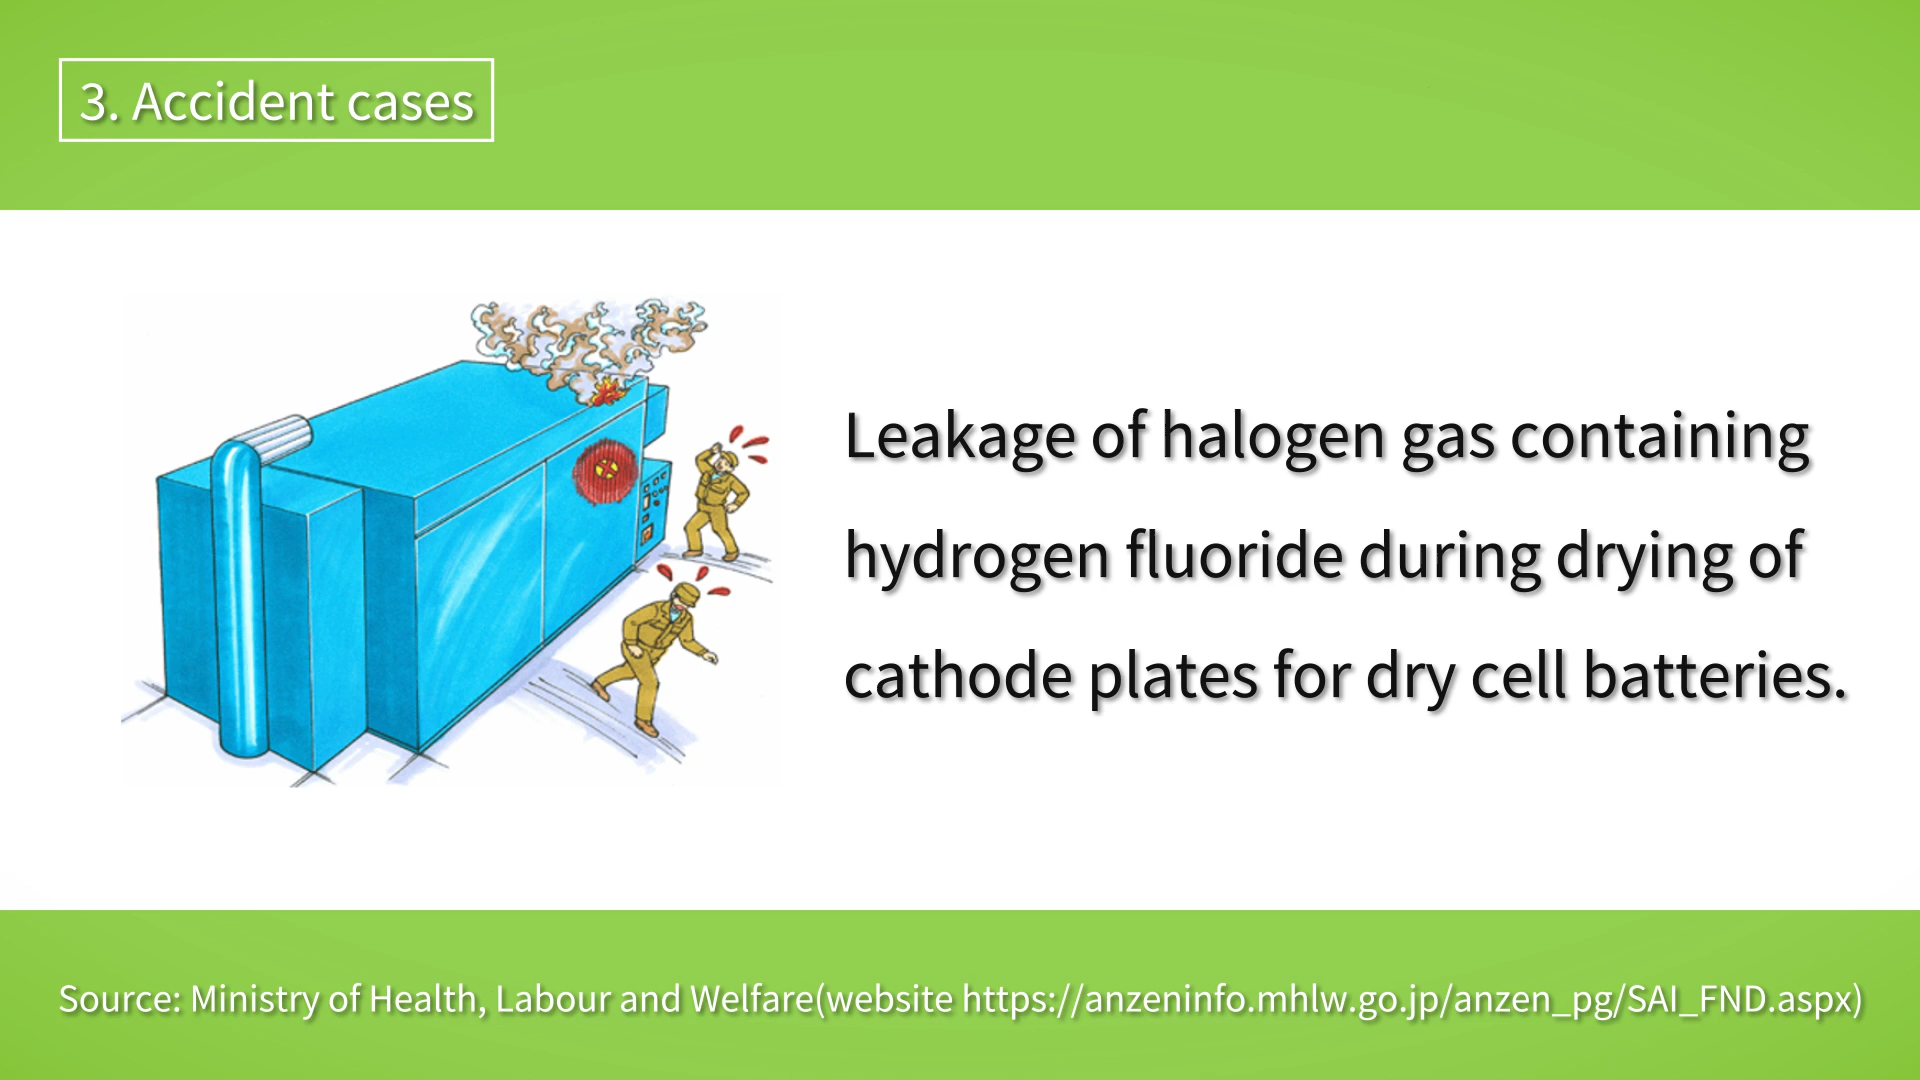 3. Accident cases
Leakage of halogen gas containing
hydrogen fluoride during drying of
cathode plates for dry cell batteries.
Source: Ministry of Health, Labour and Welfare(website https://anzeninfo.mhlw.go.jp/anzen_pg/SAI_FND.aspx)